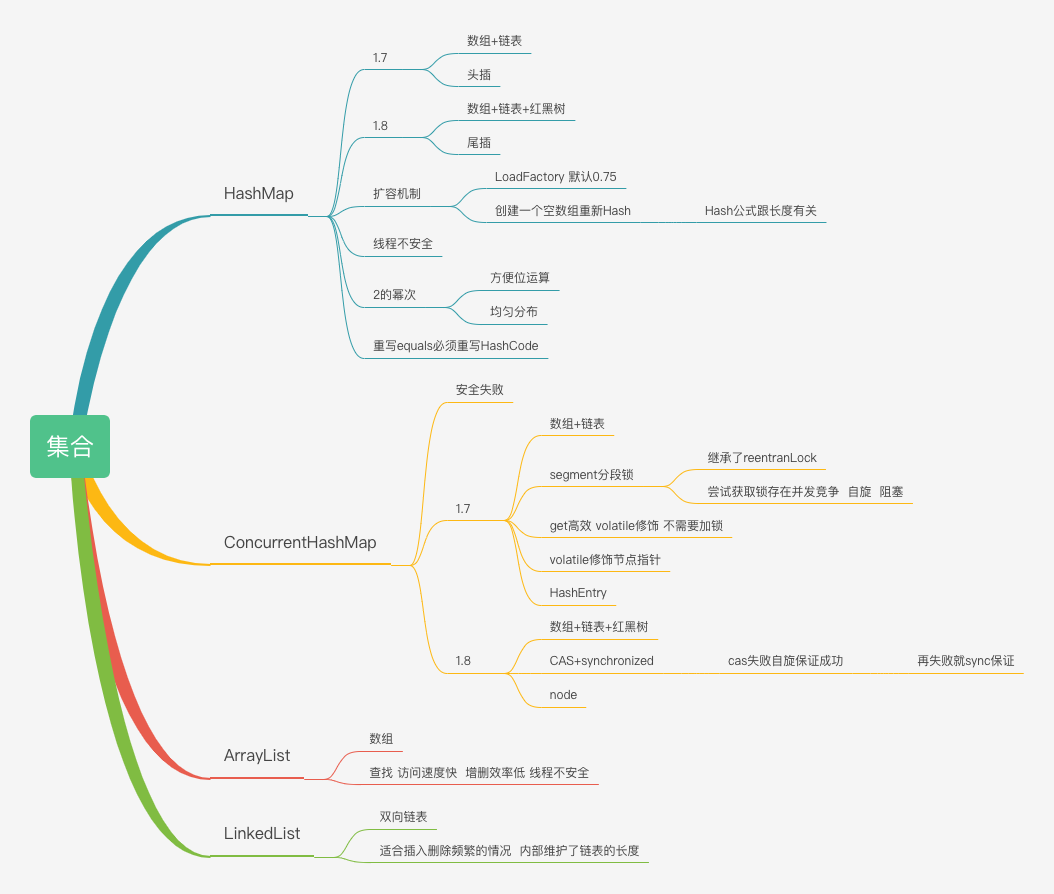 集合
HashMap
1.7
数组+链表
头插
1.8
数组+链表+红黑树
尾插
扩容机制
LoadFactory 默认0.75
创建一个空数组重新Hash
Hash公式跟长度有关
线程不安全
2的幂次
方便位运算
均匀分布
重写equals必须重写HashCode
ConcurrentHashMap
安全失败
1.7
数组+链表
segment分段锁
继承了reentranLock
尝试获取锁存在并发竞争 自旋 阻塞
get高效 volatile修饰 不需要加锁
volatile修饰节点指针
HashEntry
1.8
数组+链表+红黑树
CAS+synchronized
cas失败自旋保证成功
再失败就sync保证
node
ArrayList
数组
查找 访问速度快 增删效率低 线程不安全
LinkedList
双向链表
适合插入删除频繁的情况 内部维护了链表的长度